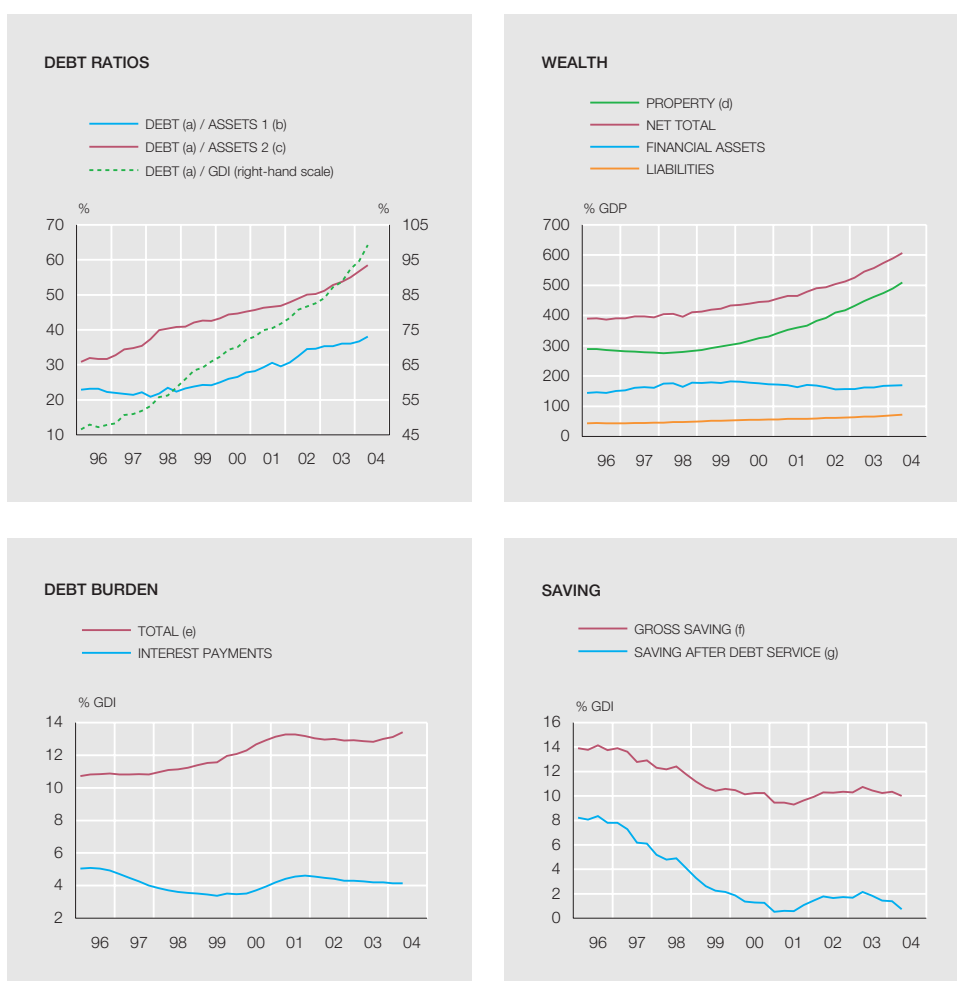 DEBT RATIOS
DEBT (a) / ASSETS 1 (b)
DEBT (a) / ASSETS 2 (c)
DEBT (a) / GDI (right-hand scale)
% %
70 105
60 95
50 85
40 75
30 65
20 55
10 45
96 97 98 99 00 01 02 03 04
WEALTH
PROPERTY (d)
NET TOTAL
FINANCIAL ASSETS
LIABILITIES
% GDP
700
600
500
400
300
200
100
0
96 97 98 99 00 01 02 03 04
DEBT BURDEN
TOTAL (e)
INTEREST PAYMENTS
% GDI
14
12
10
8
6
4
2
96 97 98 99 00 01 02 03 04
SAVING
GROSS SAVING (f)
SAVING AFTER DEBT SERVICE (g)
% GDI
16
14
12
10
8
6
4
2
0
96 97 98 99 00 01 02 03 04